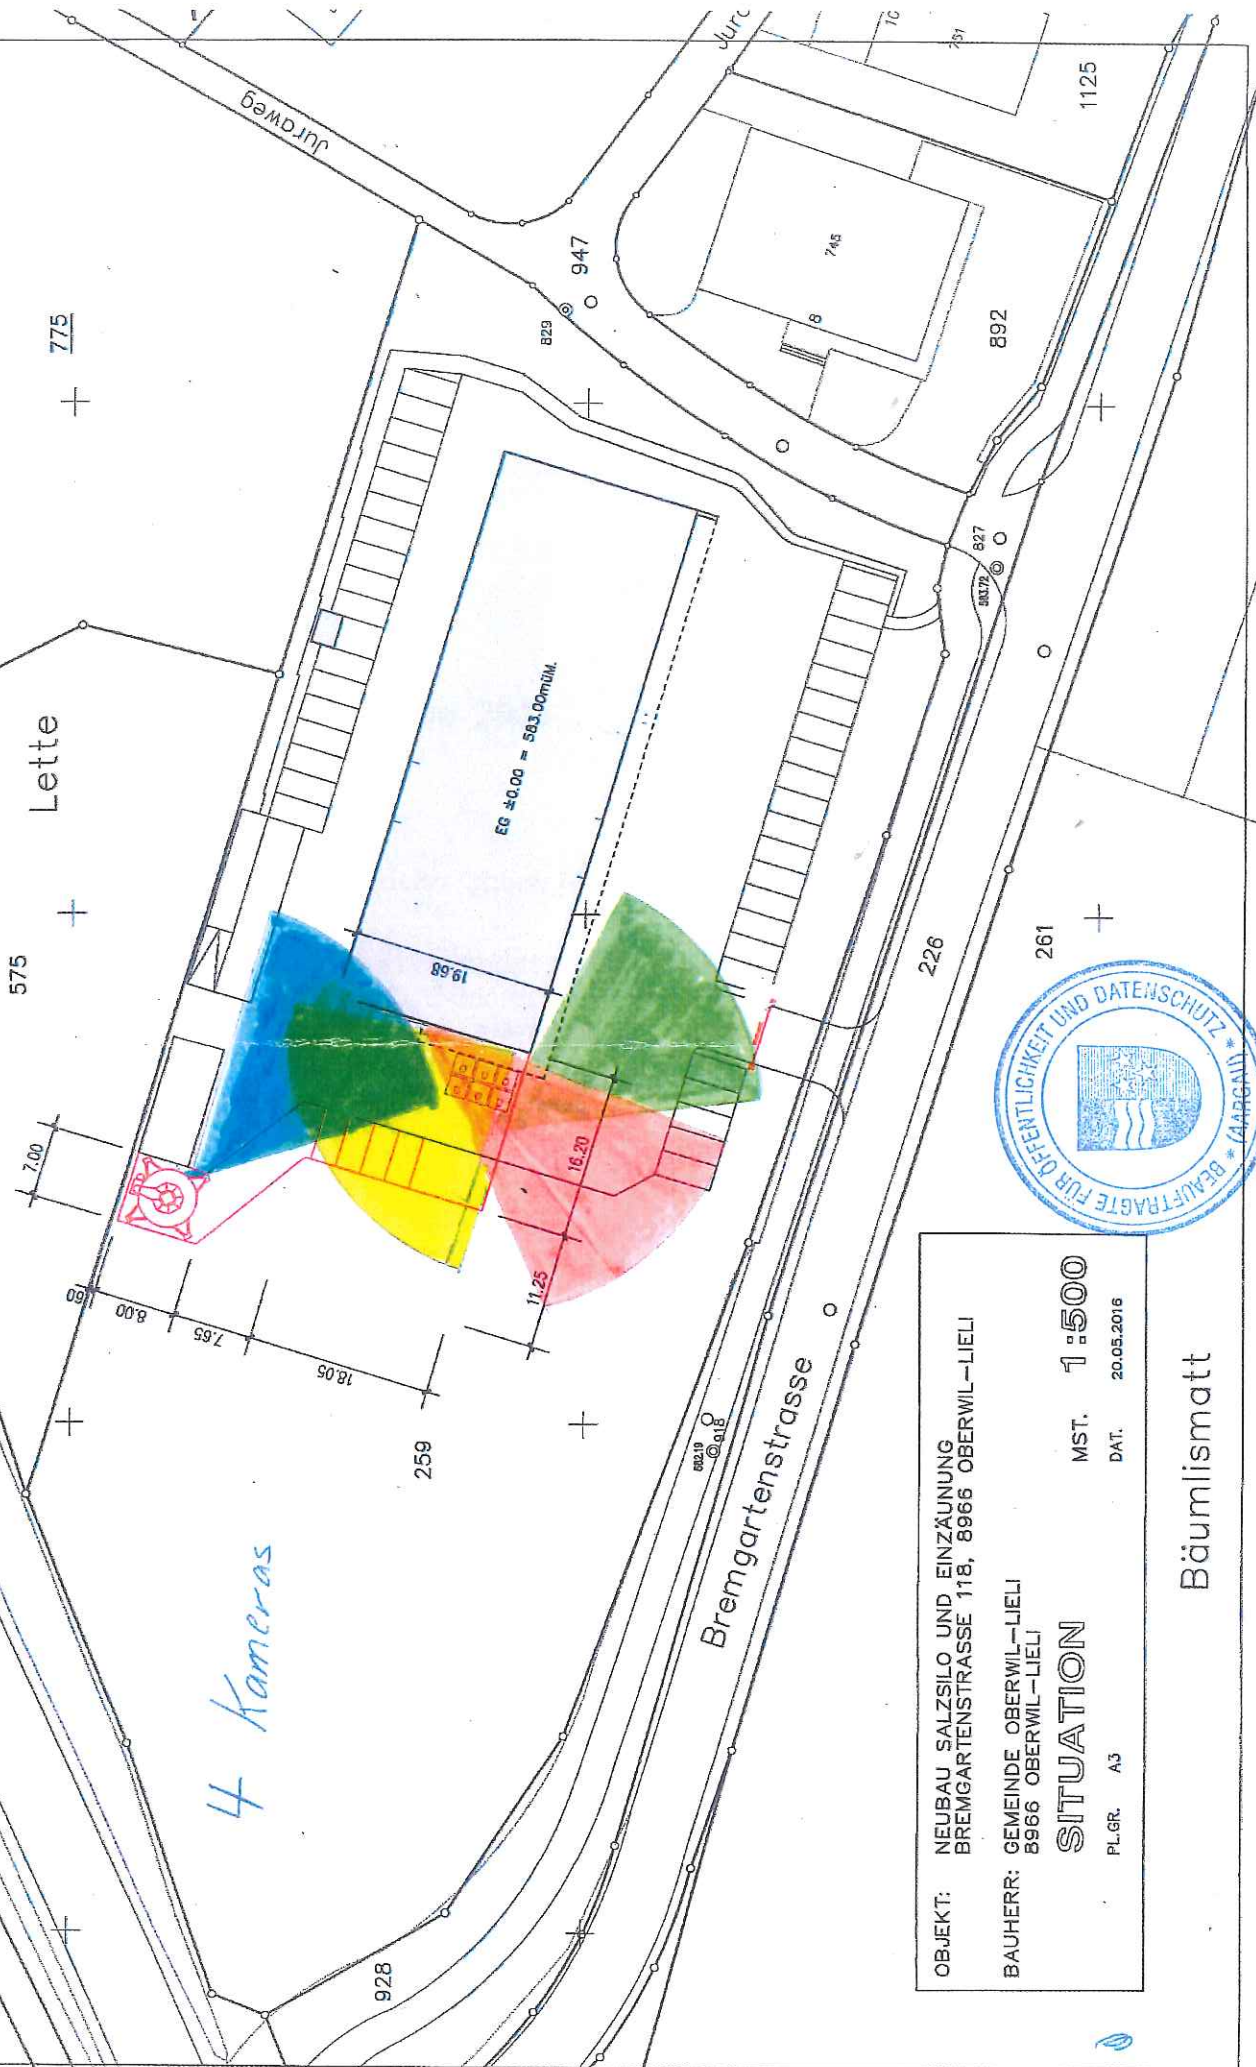 Juraweg
775
Lette
575
947
829
745
8
892
1125
751
827
583.72
EG ±0.00 = 583.00müM.
19.68
7.00
60
8.00
7.65
18.05
16.20
11.25
226
261
259
918
Bremgartenstrasse
928
4 Kameras
BEAUFTRAGTE FÜR ÖFFENTLICHKEIT UND DATENSCHUTZ * (AARGAU) *
OBJEKT: NEUBAU SALZSILO UND EINZÄUNUNG
BREMGARTENSTRASSE 118, 8966 OBERWIL-LIELI
BAUHERR: GEMEINDE OBERWIL-LIELI
8966 OBERWIL-LIELI
SITUATION MST. 1:500
PL.GR. A3 DAT. 20.05.2016
Bäumlismatt